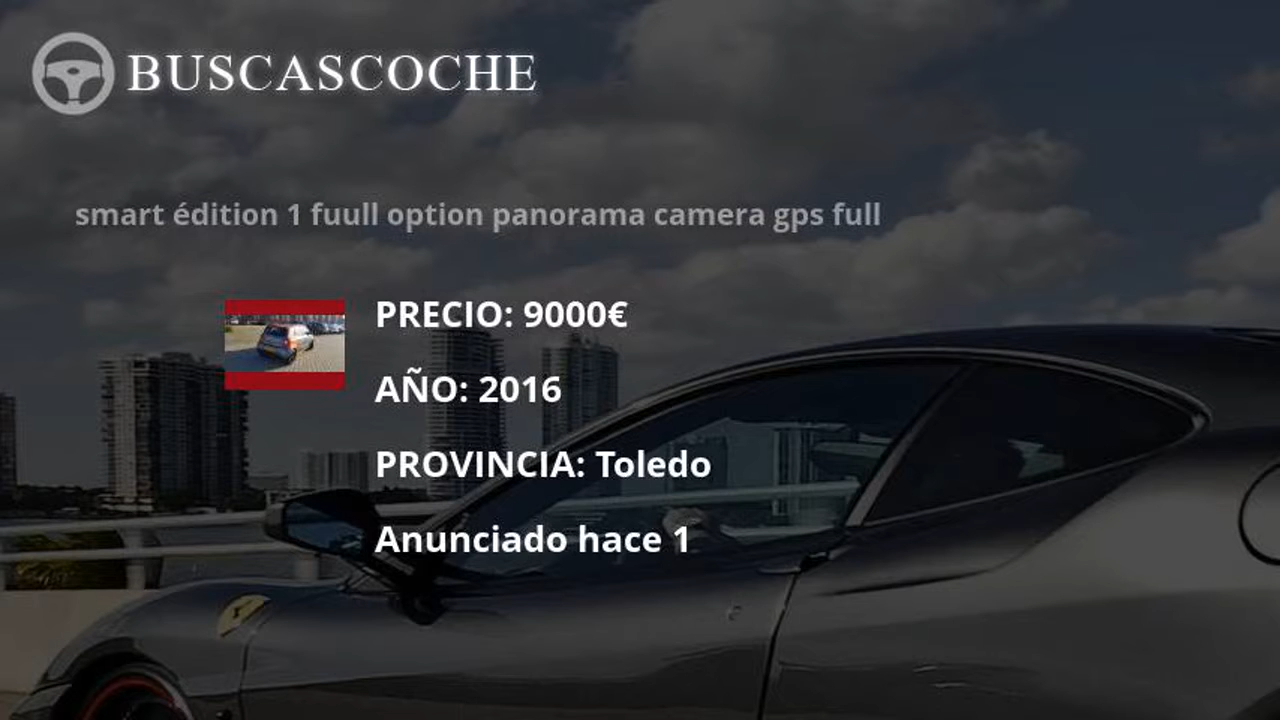 BUSCASCOCHE
smart édition 1 fuull option panorama camera gps full
PRECIO: 9000€
AÑO: 2016
PROVINCIA: Toledo
Anunciado hace 1